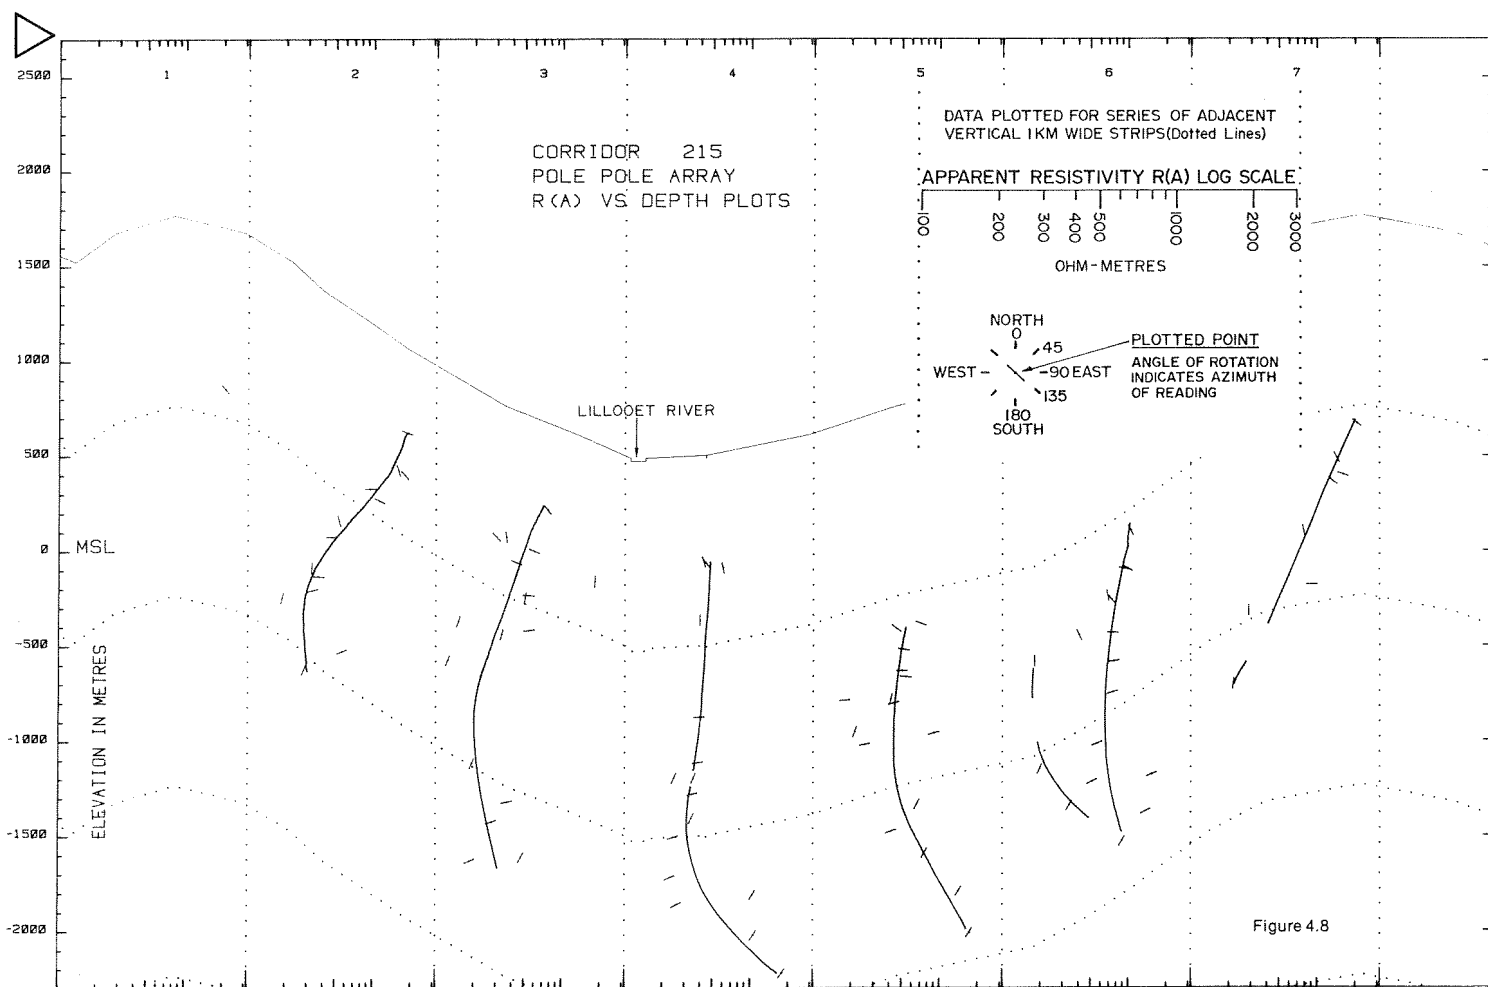 1 2 3 4 5 6 7
2500
2000
1500
1000
500
0 MSL
-500
-1000
-1500
-2000
ELEVATION IN METRES
CORRIDOR 215
POLE POLE ARRAY
R(A) VS DEPTH PLOTS
LILLOOET RIVER
DATA PLOTTED FOR SERIES OF ADJACENT
VERTICAL 1KM WIDE STRIPS(Dotted Lines)
APPARENT RESISTIVITY R(A) LOG SCALE
100 200 300 400 500 1000 2000 3000
OHM-METRES
NORTH
0
45
WEST 90 EAST
135
180
SOUTH
PLOTTED POINT
ANGLE OF ROTATION
INDICATES AZIMUTH
OF READING
Figure 4.8